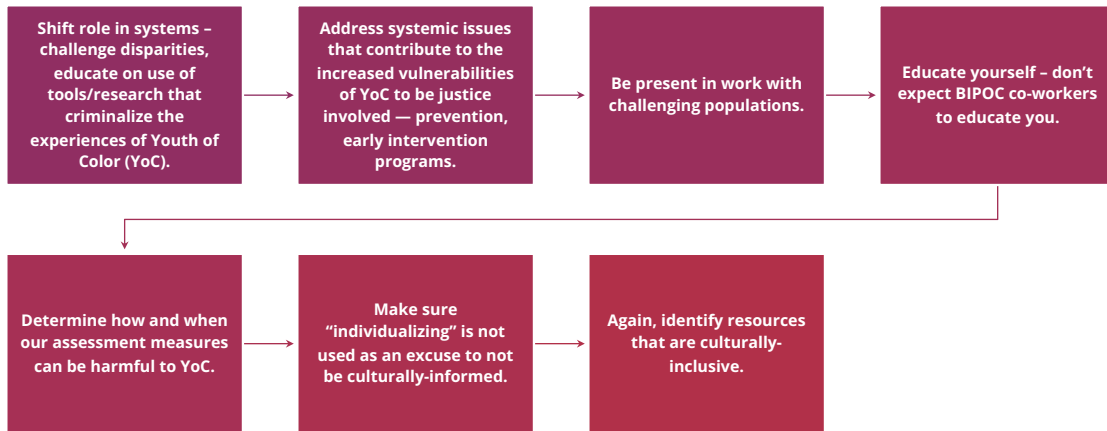 Shift role in systems –
challenge disparities,
educate on use of
tools/research that
criminalize the
experiences of Youth of
Color (YoC).
Address systemic issues
that contribute to the
increased vulnerabilities
of YoC to be justice
involved — prevention,
early intervention
programs.
Be present in work with
challenging populations.
Educate yourself – don’t
expect BIPOC co-workers
to educate you.
Determine how and when
our assessment measures
can be harmful to YoC.
Make sure
“individualizing” is not
used as an excuse to not
be culturally-informed.
Again, identify resources
that are culturally-
inclusive.